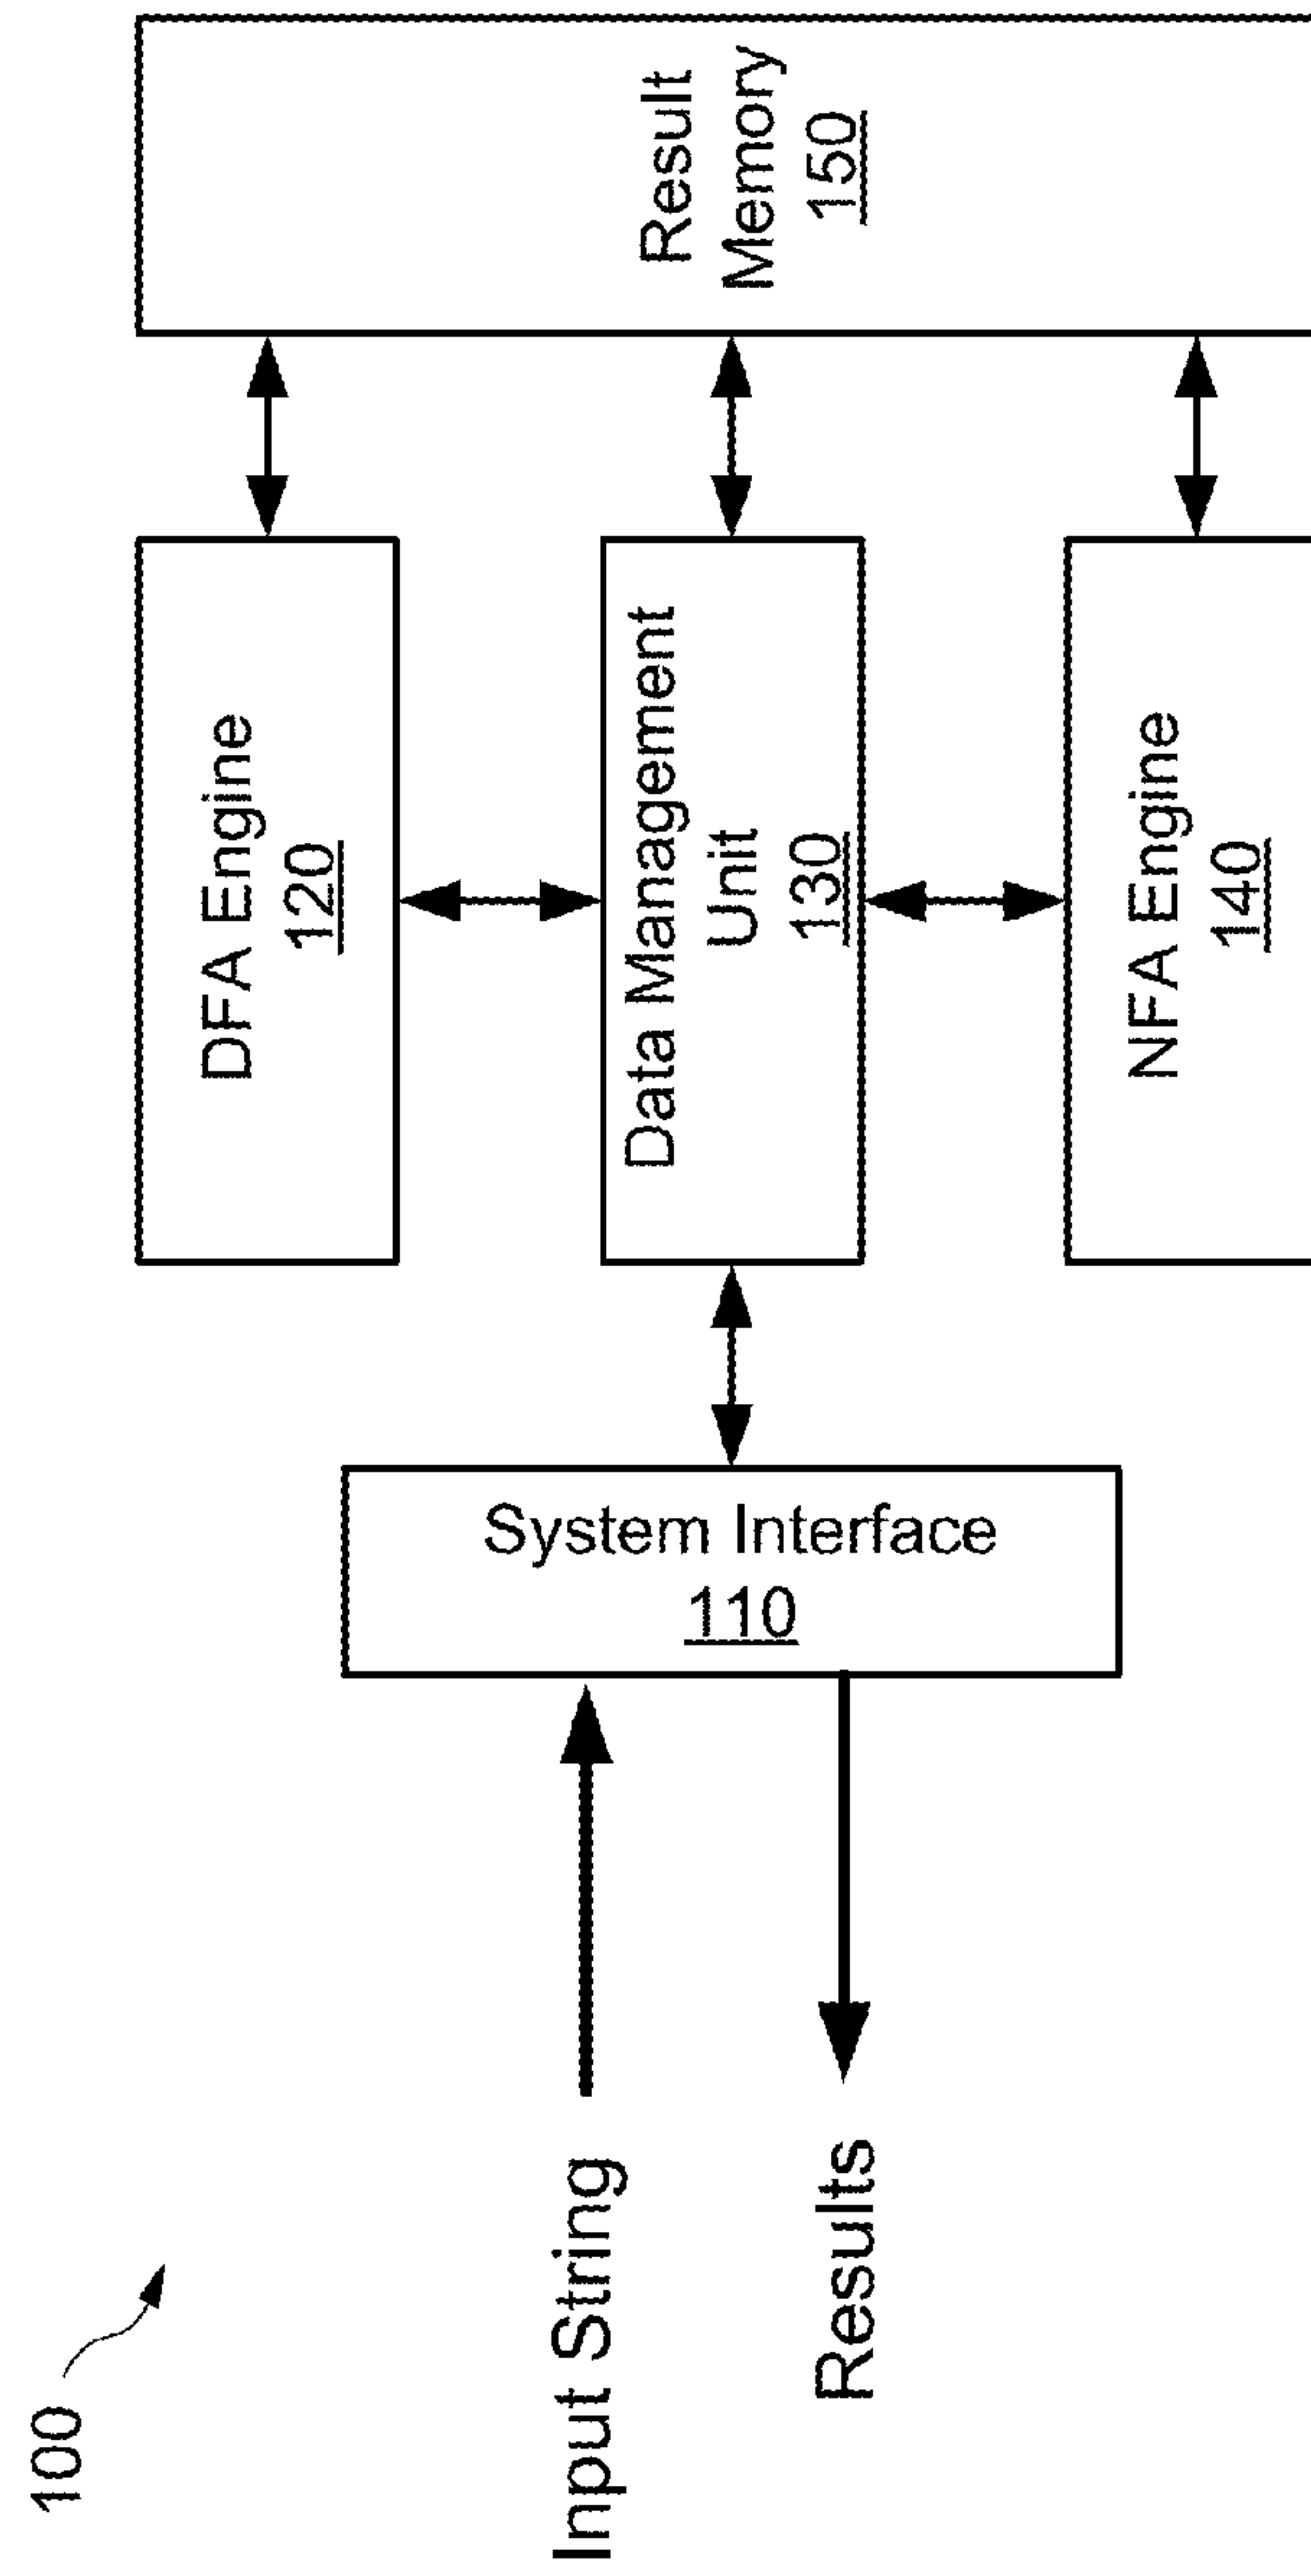 100
Input String
Results
System Interface
110
DFA Engine
120
Data Management
Unit
130
NFA Engine
140
Result
Memory
150